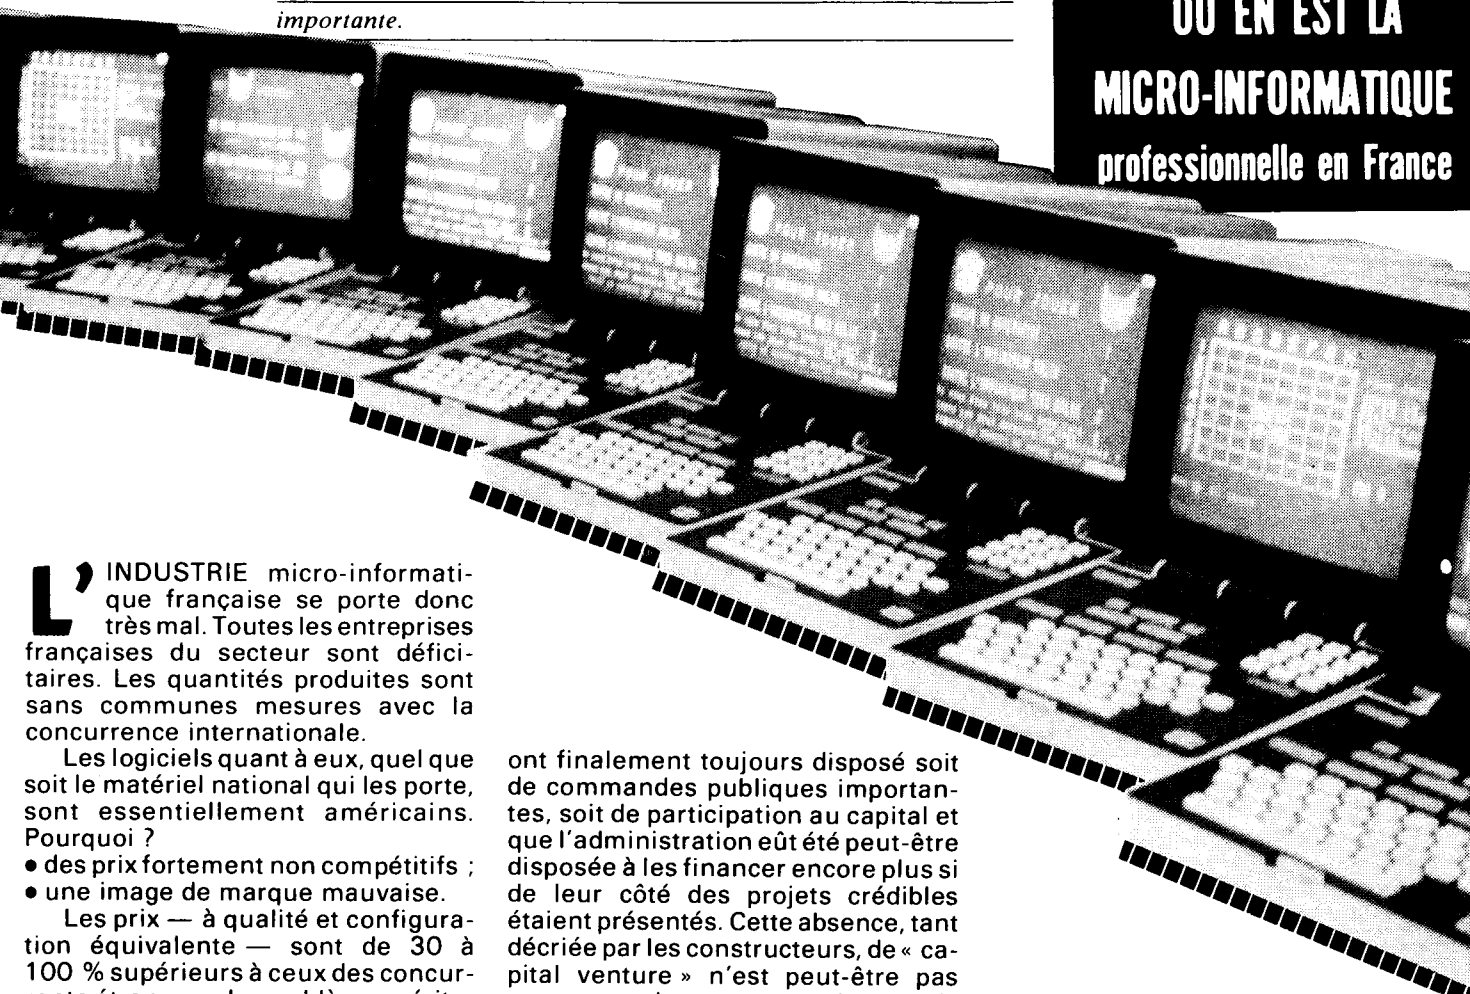 importante.
OÙ EN EST LA
MICRO-INFORMATIQUE
professionnelle en France
L'INDUSTRIE micro-informati-
que française se porte donc
très mal. Toutes les entreprises
françaises du secteur sont défici-
taires. Les quantités produites sont
sans communes mesures avec la
concurrence internationale.
Les logiciels quant à eux, quel que
soit le matériel national qui les porte,
sont essentiellement américains.
Pourquoi ?
• des prix fortement non compétitifs ;
• une image de marque mauvaise.
Les prix — à qualité et configura-
tion équivalente — sont de 30 à
100 % supérieurs à ceux des concur-
ont finalement toujours disposé soit
de commandes publiques importan-
tes, soit de participation au capital et
que l'administration eût été peut-être
disposée à les financer encore plus si
de leur côté des projets crédibles
étaient présentés. Cette absence, tant
décriée par les constructeurs, de « ca-
pital venture » n'est peut-être pas